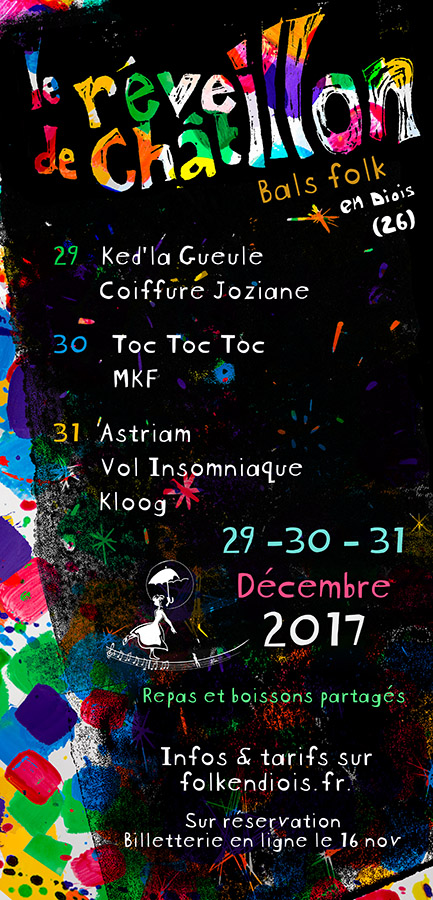 le réveillon
de Châtillon
Bals folk
en Diois
(26)
29 Ked'la Gueule
Coiffure Joziane
30 Toc Toc Toc
MKF
31 Astriam
Vol Insomniaque
Kloog
29 - 30 - 31
Décembre
2017
Repas et boissons partagés
Infos & tarifs sur
folkendiois.fr.
Sur réservation
Billetterie en ligne le 16 nov